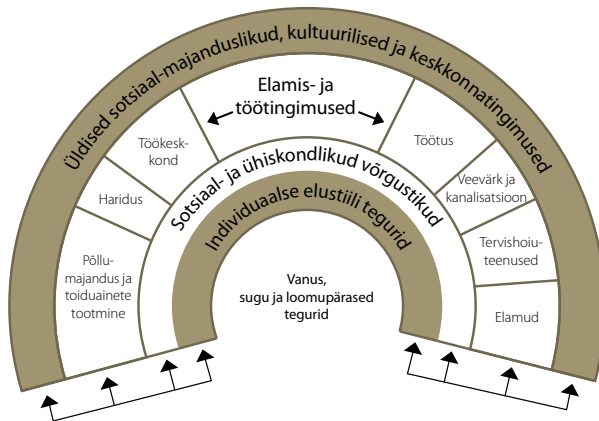 Üldised sotsiaal-majanduslikud, kultuurilised ja keskkonnatingimused
Elamis- ja
töötingimused
Põllu-
majandus ja
toiduainete
tootmine
Haridus
Töökesk-
kond
Töötus
Veevärk ja
kanalisatsioon
Tervishoiu-
teenused
Elamud
Sotsiaal- ja ühiskondlikud võrgustikud
Individuaalse elustiili tegurid
Vanus,
sugu ja loomupärased
tegurid